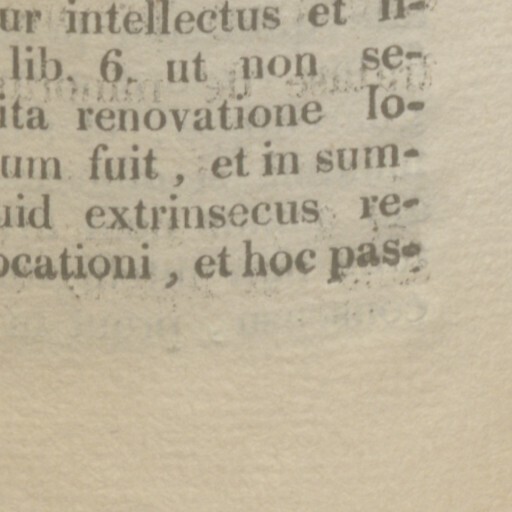 ur intellectus et li-
lib. 6. ut non se-
ita renovatione lo-
um fuit, et in sum-
uid extrinsecus re-
ocationi, et hoc pas-